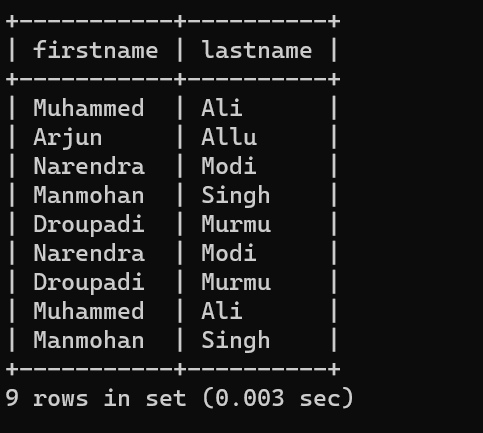 +-----------+----------+
| firstname | lastname |
+-----------+----------+
| Muhammed  | Ali      |
| Arjun     | Allu     |
| Narendra  | Modi     |
| Manmohan  | Singh    |
| Droupadi  | Murmu    |
| Narendra  | Modi     |
| Droupadi  | Murmu    |
| Muhammed  | Ali      |
| Manmohan  | Singh    |
+-----------+----------+
9 rows in set (0.003 sec)